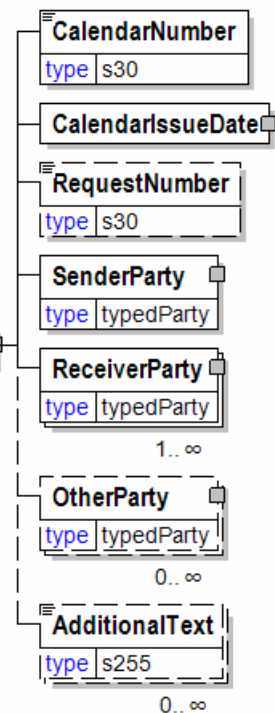 CalendarNumber
type s30
CalendarIssueDate
RequestNumber
type s30
SenderParty
type typedParty
ReceiverParty
type typedParty
1.. ∞
OtherParty
type typedParty
0.. ∞
AdditionalText
type s255
0.. ∞